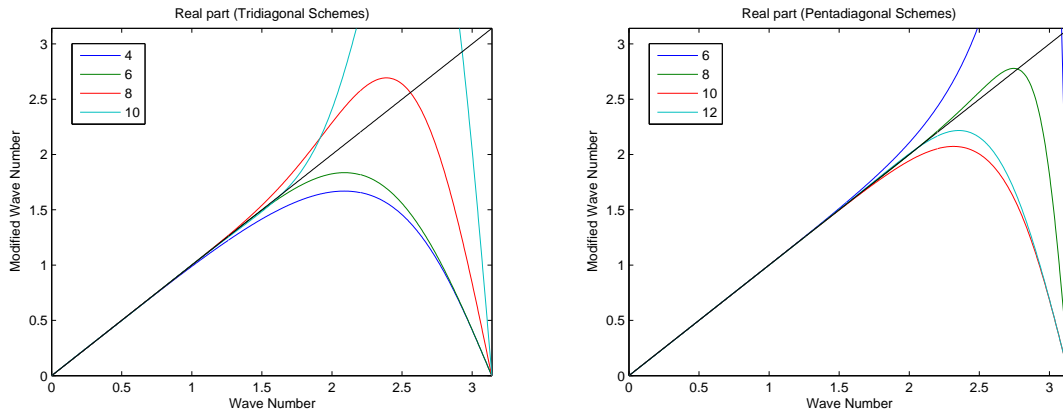 Real part (Tridiagonal Schemes)
3
2.5
2
1.5
1
0.5
0
Modified Wave Number
4
6
8
10
0 0.5 1 1.5 2 2.5 3
Wave Number
Real part (Pentadiagonal Schemes)
3
2.5
2
1.5
1
0.5
0
Modified Wave Number
6
8
10
12
0 0.5 1 1.5 2 2.5 3
Wave Number